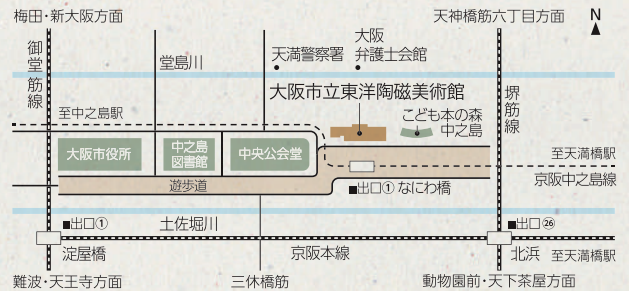 梅田・新大阪方面
天神橋筋六丁目方面
N
御堂筋線
堂島川
天満警察署
大阪
弁護士会館
大阪市立東洋陶磁美術館
堺筋線
至中之島駅
こども本の森
中之島
大阪市役所
中之島
図書館
中央公会堂
至天満橋駅
京阪中之島線
遊歩道
■出口① なにわ橋
■出口①
土佐堀川
■出口㉖
淀屋橋
京阪本線
北浜
至天満橋駅
難波・天王寺方面
三休橋筋
動物園前・天下茶屋方面